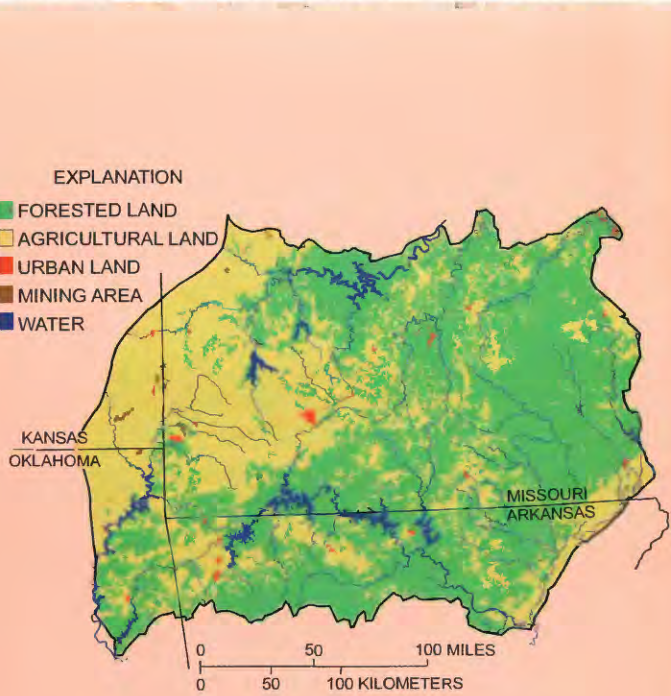 EXPLANATION
FORESTED LAND
AGRICULTURAL LAND
URBAN LAND
MINING AREA
WATER
KANSAS
OKLAHOMA
MISSOURI
ARKANSAS
0 50 100 MILES
0 50 100 KILOMETERS